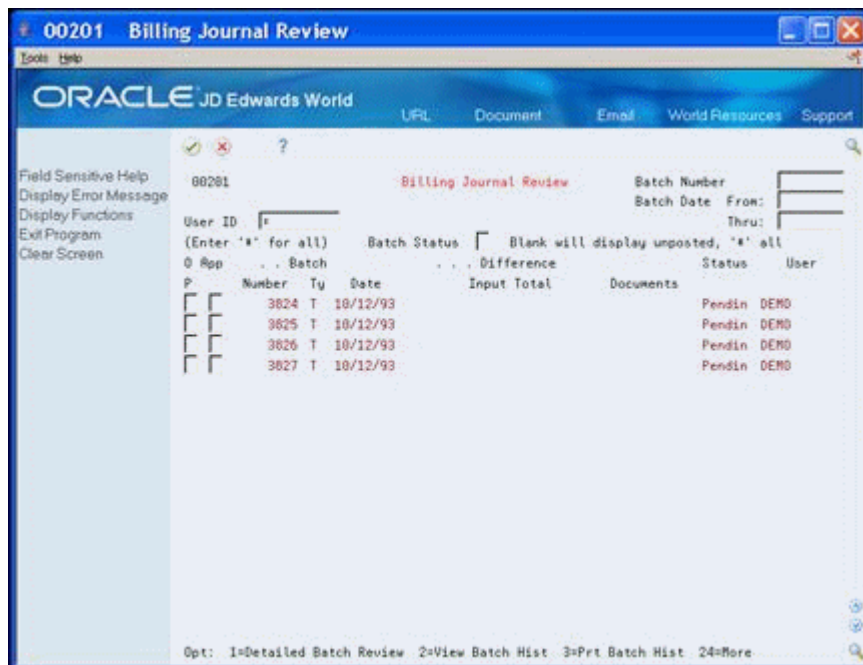 00201 Billing Journal Review
Tools Help
ORACLE JD Edwards World
URL Document Email World Resources Support
?
Field Sensitive Help
Display Error Message
Display Functions
Exit Program
Clear Screen
00201 Billing Journal Review Batch Number
Batch Date From:
User ID * Thru:
(Enter '*' for all) Batch Status Blank will display unposted, '*' all
O App . . Batch . . . Difference Status User
P Number Ty Date Input Total Documents
3824 T 10/12/93 Pendin DEMO
3825 T 10/12/93 Pendin DEMO
3826 T 10/12/93 Pendin DEMO
3827 T 10/12/93 Pendin DEMO
Opt: 1=Detailed Batch Review 2=View Batch Hist 3=Prt Batch Hist 24=More